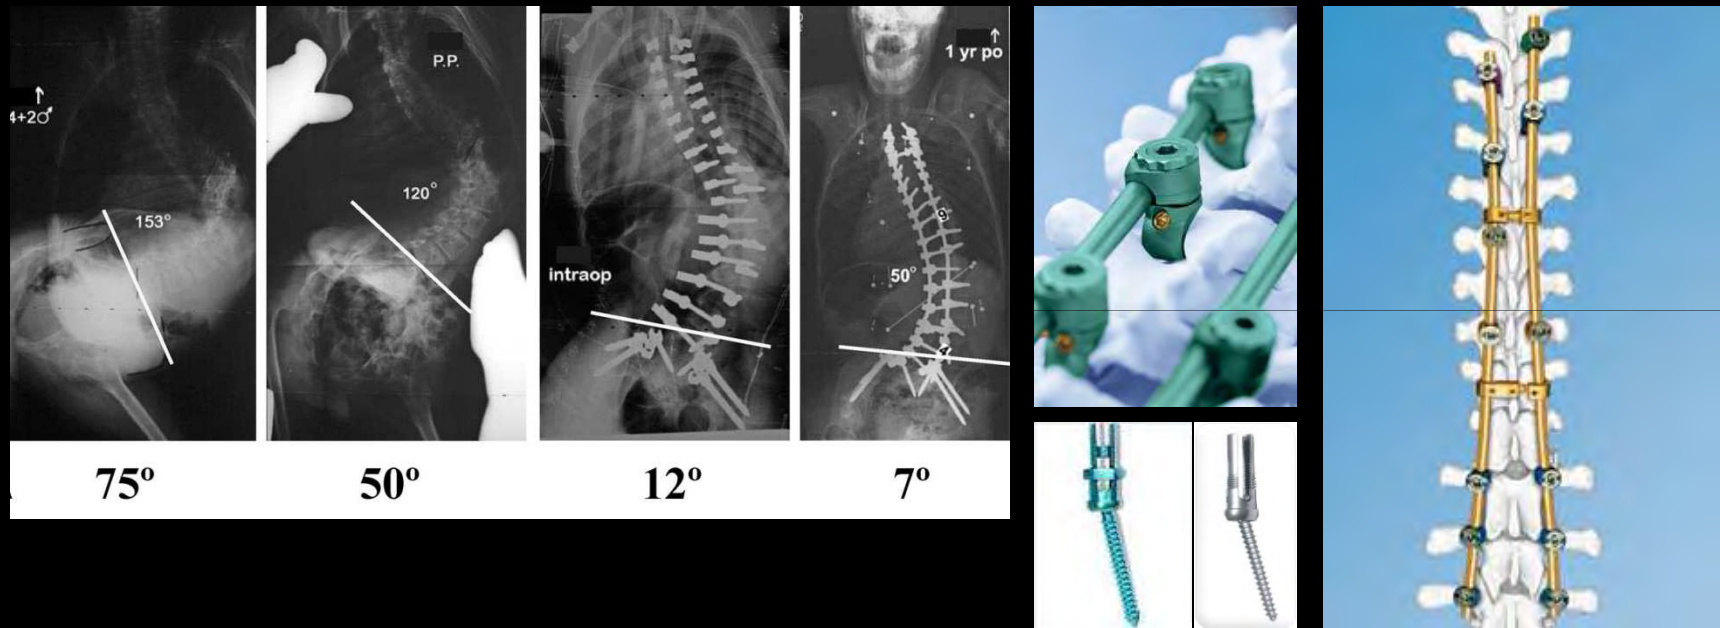 4+2♂
↑
153°
P.P.
120°
intraop
1 yr po
↑
50°
9
75º
50º
12º
7º